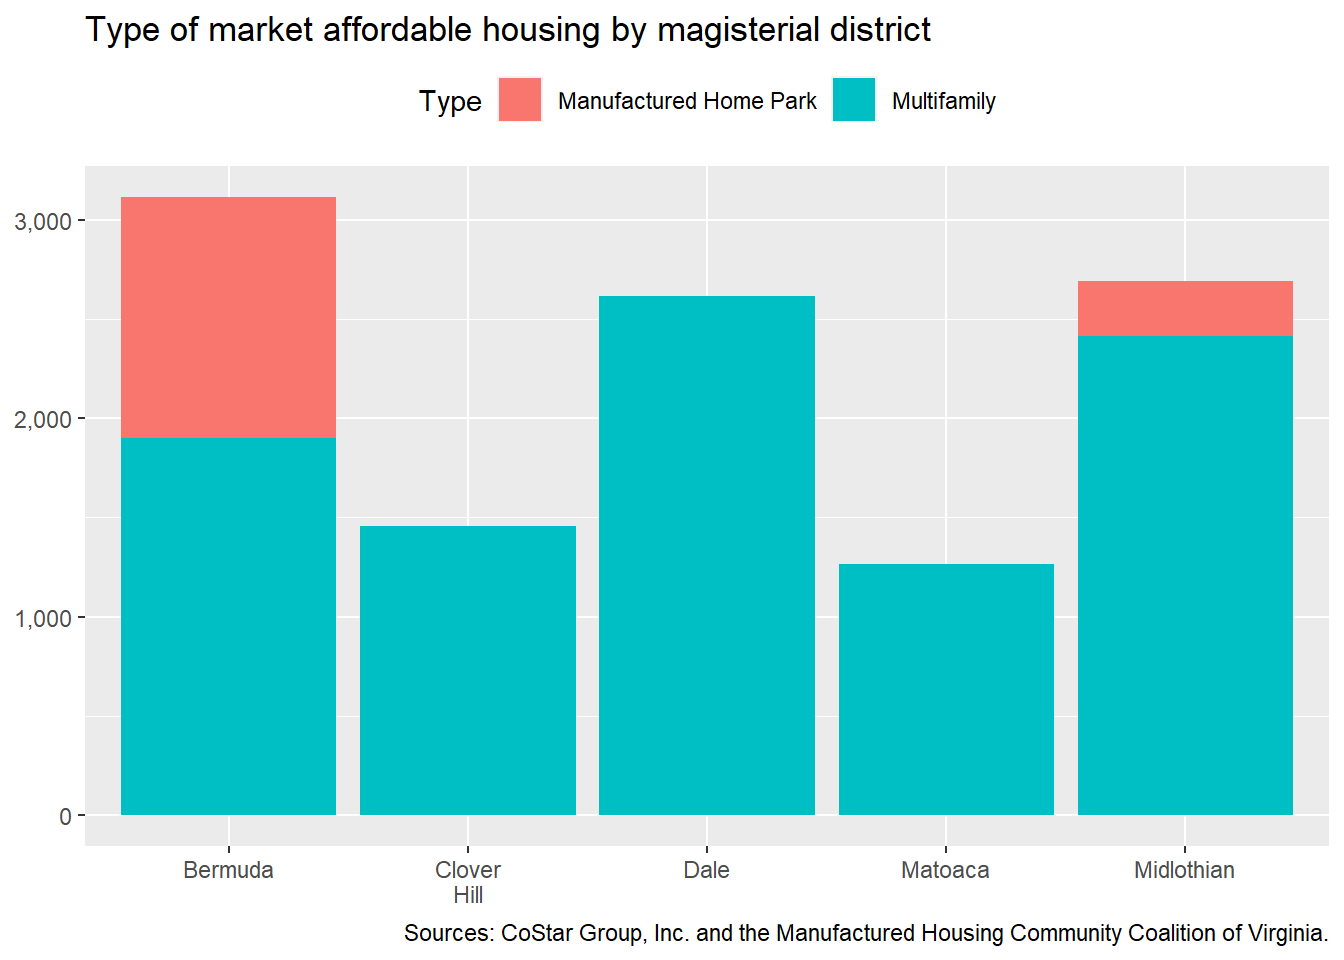 Type of market affordable housing by magisterial district
Type Manufactured Home Park Multifamily
3,000
2,000
1,000
0
Bermuda Clover Dale Matoaca Midlothian
Hill
Sources: CoStar Group, Inc. and the Manufactured Housing Community Coalition of Virginia.